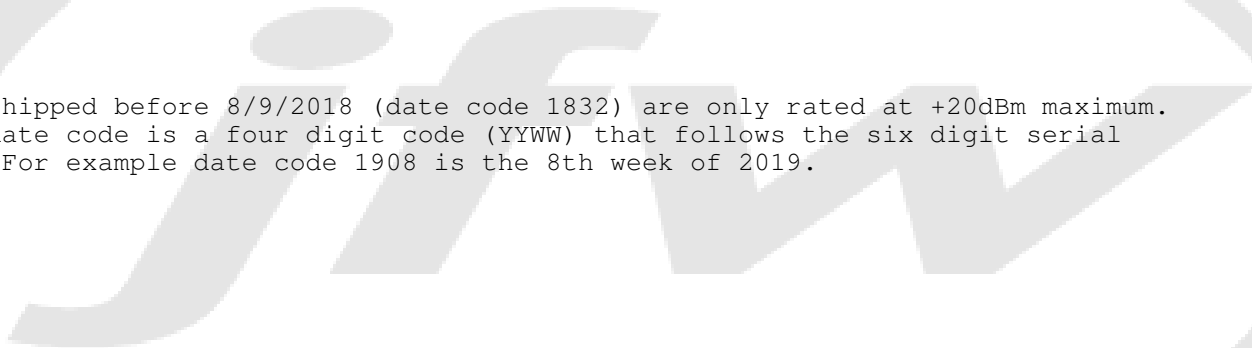 hipped before 8/9/2018 (date code 1832) are only rated at +20dBm maximum.
ate code is a four digit code (YYWW) that follows the six digit serial
For example date code 1908 is the 8th week of 2019.
jfw